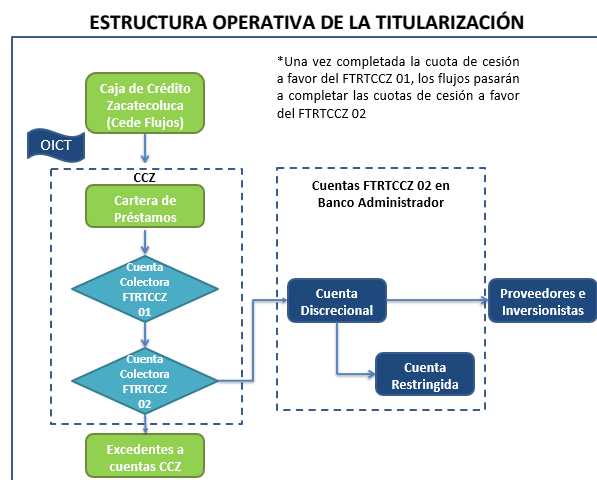 ESTRUCTURA OPERATIVA DE LA TITULARIZACIÓN
*Una vez completada la cuota de cesión
a favor del FTRTCCZ 01, los flujos pasarán
a completar las cuotas de cesión a favor
del FTRTCCZ 02
Caja de Crédito
Zacatecoluca
(Cede Flujos)
OICT
CCZ
Cartera de
Préstamos
Cuenta
Colectora
FTRTCCZ
01
Cuenta
Colectora
FTRTCCZ
02
Excedentes a
cuentas CCZ
Cuentas FTRTCCZ 02 en
Banco Administrador
Cuenta
Discrecional
Cuenta
Restringida
Proveedores e
Inversionistas